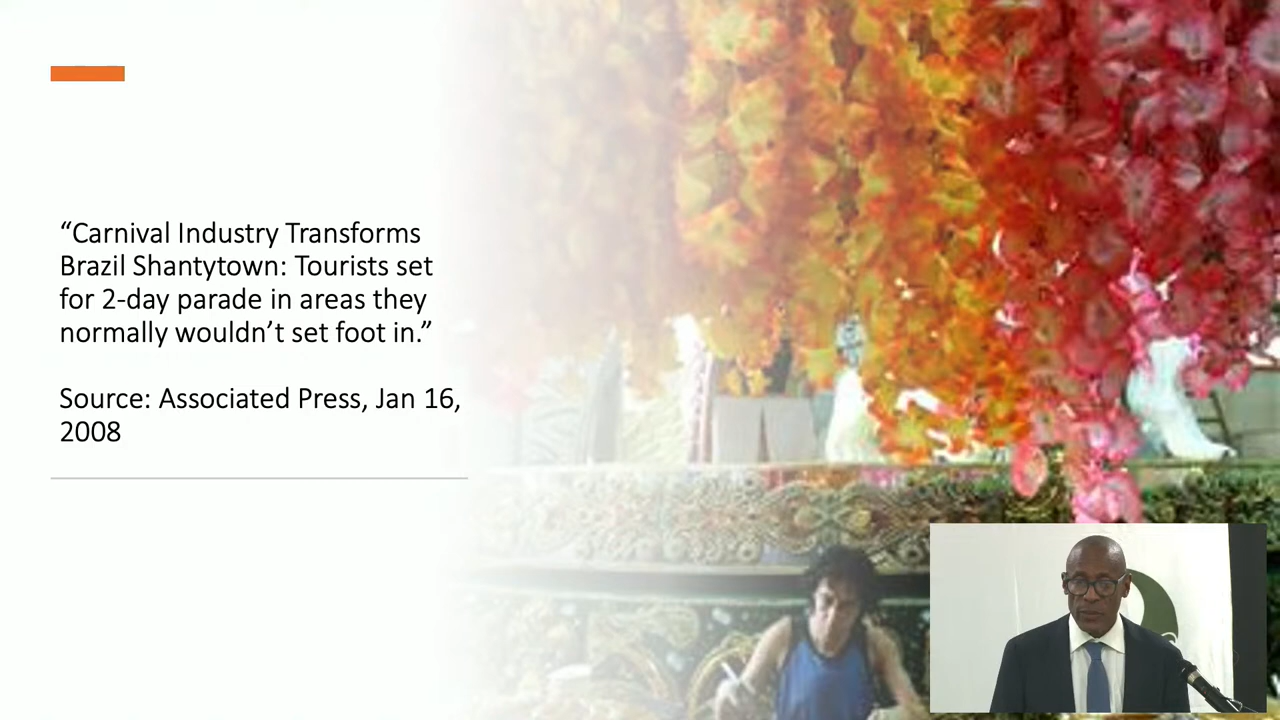 “Carnival Industry Transforms
Brazil Shantytown: Tourists set
for 2-day parade in areas they
normally wouldn’t set foot in.”
Source: Associated Press, Jan 16,
2008